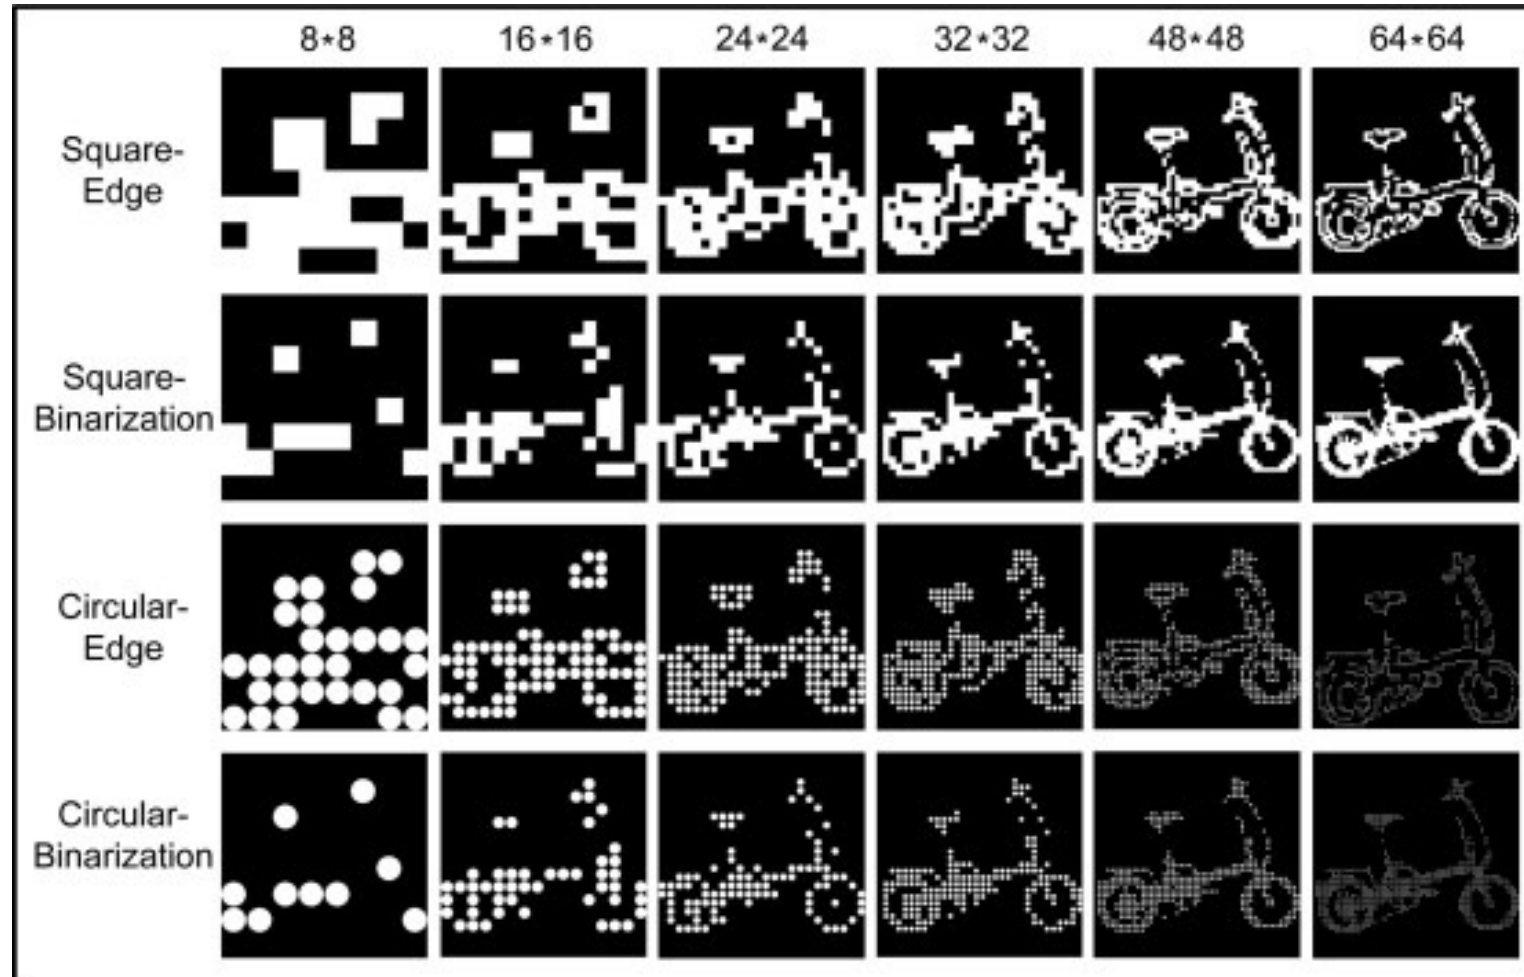 8*8 16*16 24*24 32*32 48*48 64*64
Square-
Edge
Square-
Binarization
Circular-
Edge
Circular-
Binarization